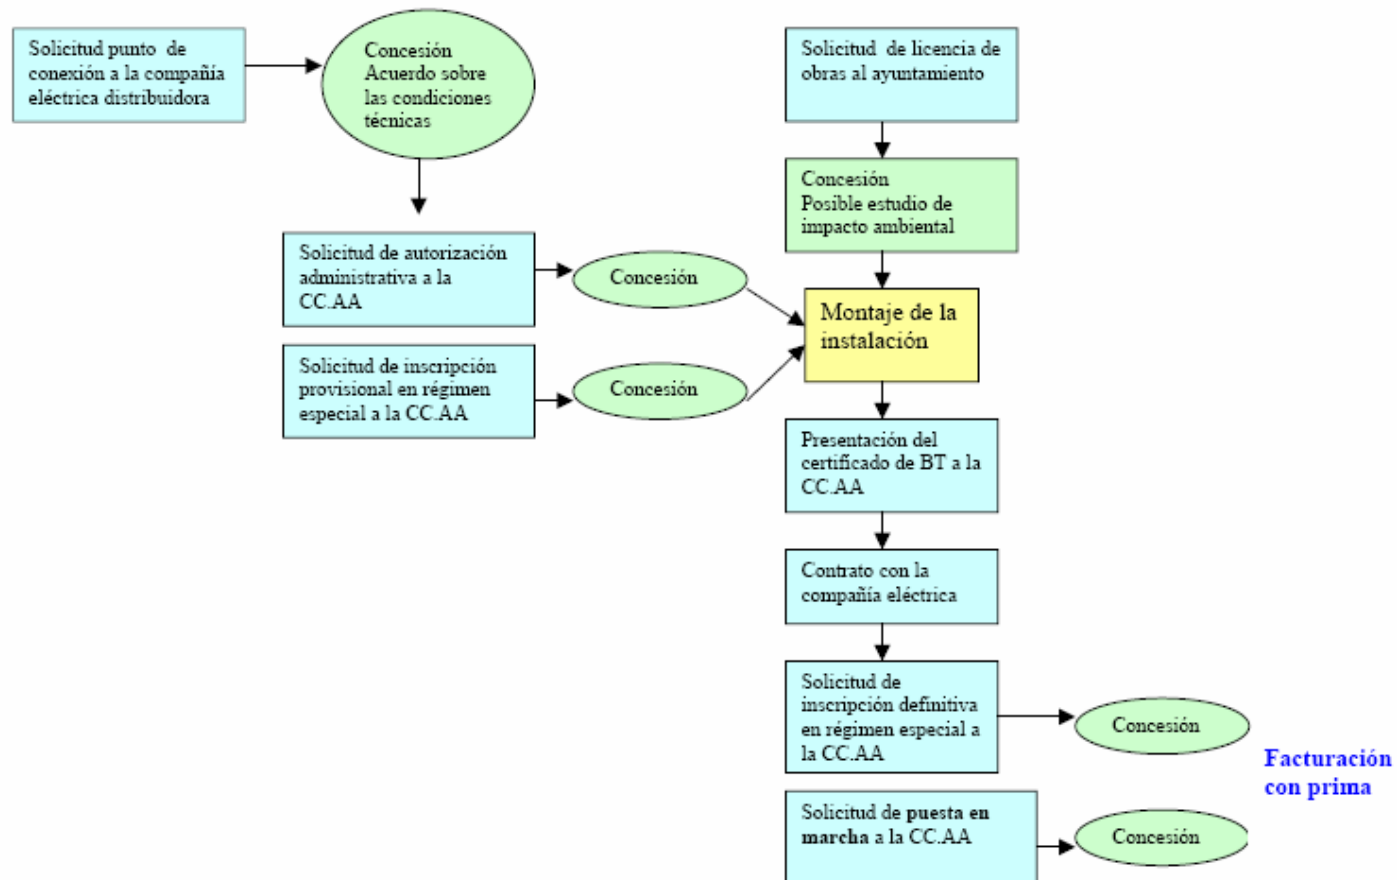 Solicitud punto de
conexión a la compañía
eléctrica distribuidora
Concesión
Acuerdo sobre
las condiciones
técnicas
Solicitud de licencia de
obras al ayuntamiento
Concesión
Posible estudio de
impacto ambiental
Solicitud de autorización
administrativa a la
CC.AA
Concesión
Montaje de la
instalación
Solicitud de inscripción
provisional en régimen
especial a la CC.AA
Concesión
Presentación del
certificado de BT a la
CC.AA
Contrato con la
compañía eléctrica
Solicitud de
inscripción definitiva
en régimen especial a
la CC.AA
Concesión
Facturación
con prima
Solicitud de puesta en
marcha a la CC.AA
Concesión